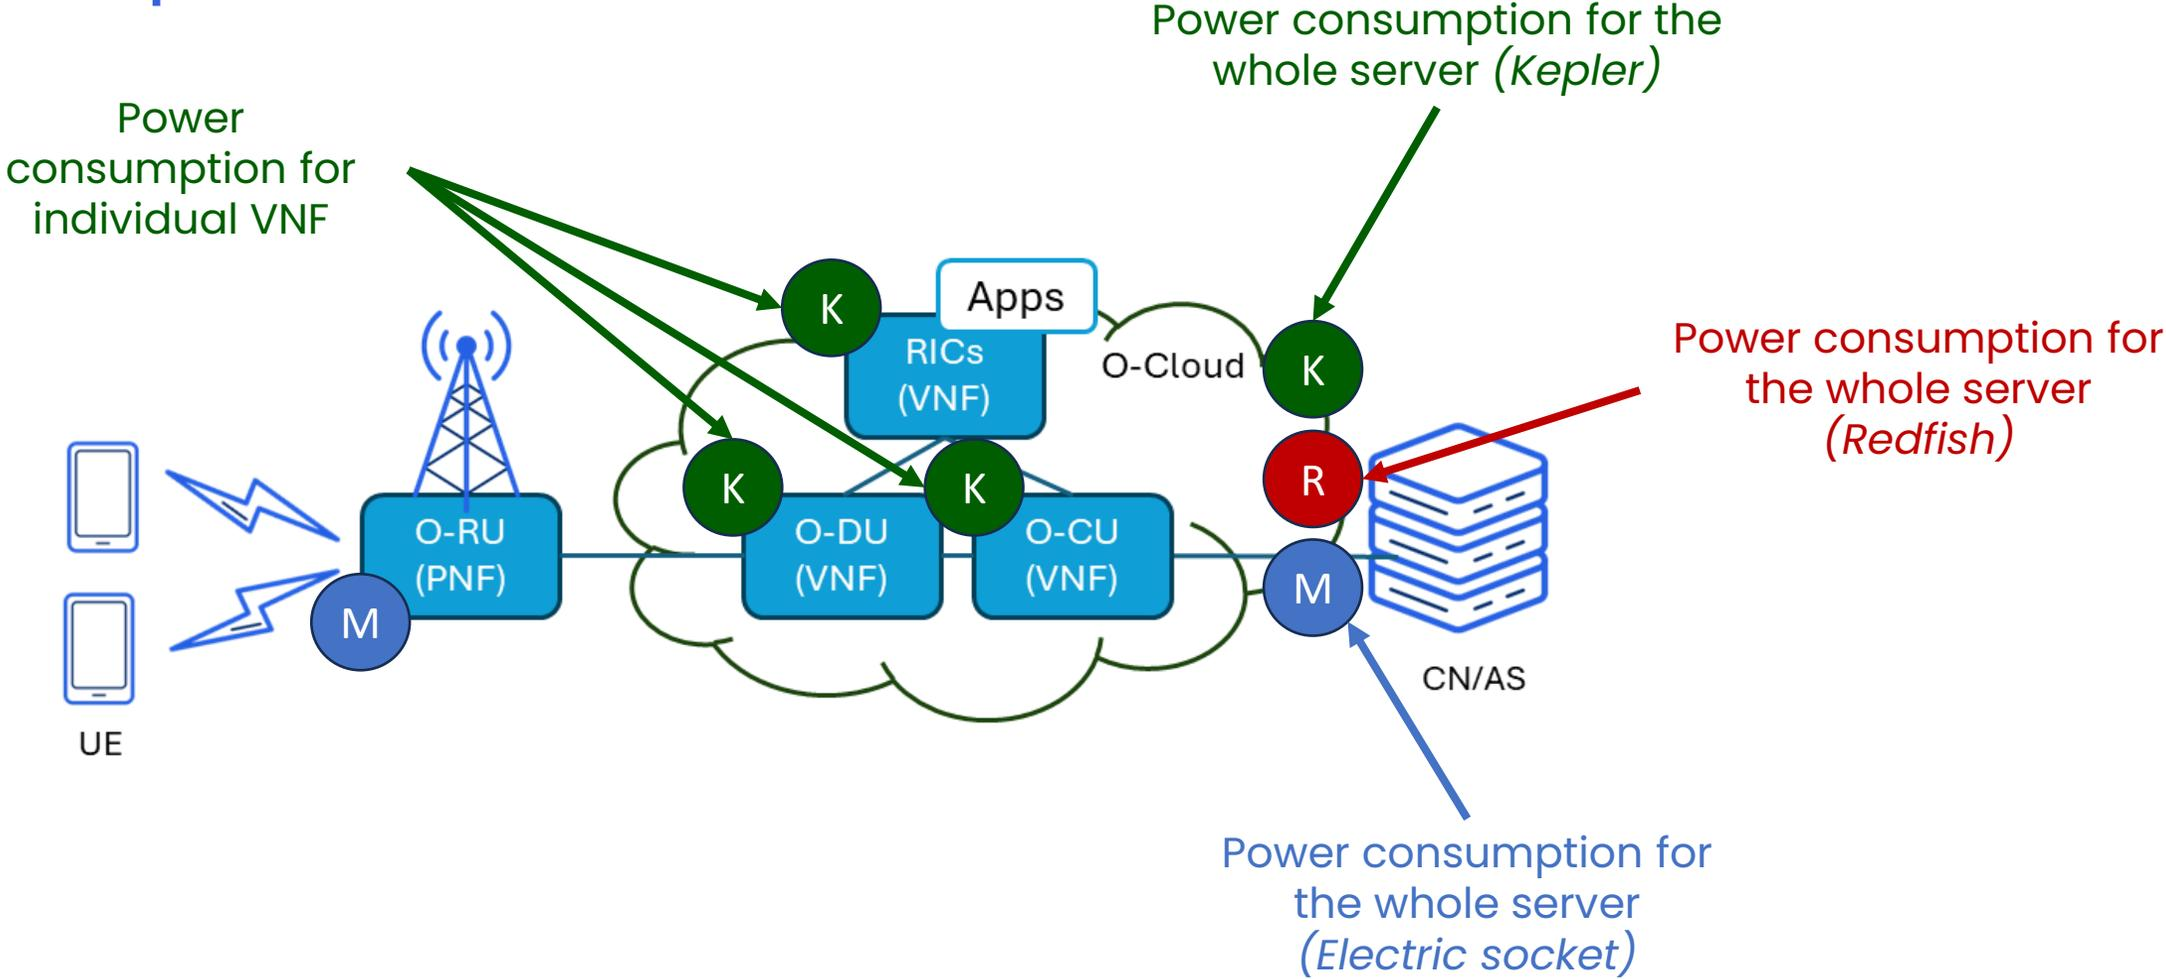 Power consumption for the
whole server (Kepler)
Power
consumption for
individual VNF
K
Apps
RICs
(VNF)
O-Cloud
K
Power consumption for
the whole server
(Redfish)
K
K
R
O-RU
(PNF)
O-DU
(VNF)
O-CU
(VNF)
M
M
CN/AS
UE
Power consumption for
the whole server
(Electric socket)